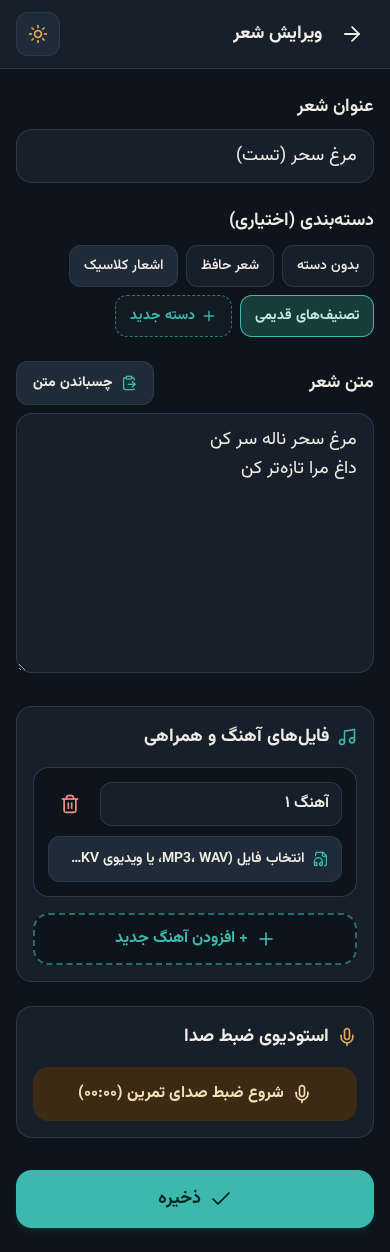 ویرایش شعر
عنوان شعر
مرغ سحر (تست)
دسته‌بندی (اختیاری)
بدون دسته
شعر حافظ
اشعار کلاسیک
تصنیف‌های قدیمی
دسته جدید
متن شعر
چسباندن متن
مرغ سحر ناله سر کن
داغ مرا تازه‌تر کن
فایل‌های آهنگ و همراهی
آهنگ ۱
انتخاب فایل (MP3، WAV، یا ویدیوی KV...
+ افزودن آهنگ جدید
استودیوی ضبط صدا
شروع ضبط صدای تمرین (۰۰:۰۰)
ذخیره